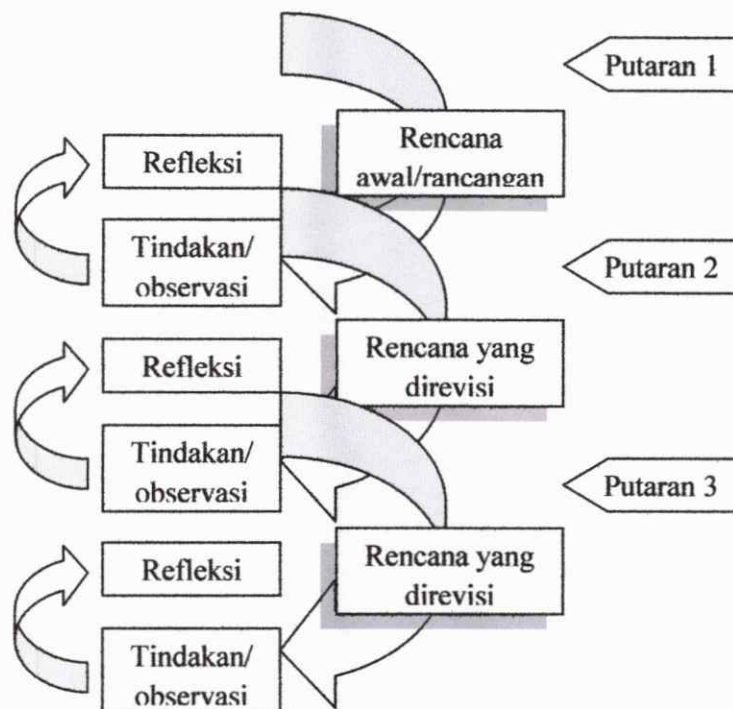 Putaran 1
Rencana
awal/rancangan
Refleksi
Tindakan/
observasi
Putaran 2
Rencana yang
direvisi
Refleksi
Tindakan/
observasi
Putaran 3
Rencana yang
direvisi
Refleksi
Tindakan/
observasi